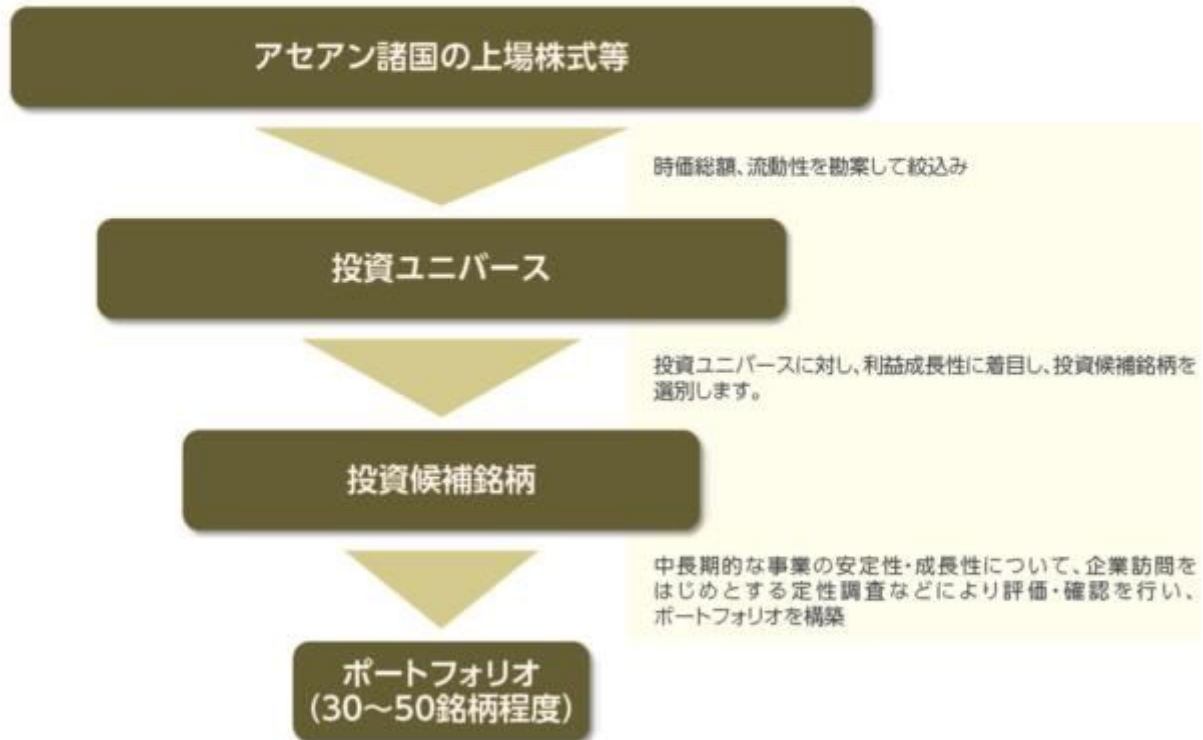 アセアン諸国の上場株式等
時価総額、流動性を勘案して絞込み
投資ユニバース
投資ユニバースに対し、利益成長性に着目し、投資候補銘柄を
選別します。
投資候補銘柄
中長期的な事業の安定性・成長性について、企業訪問を
はじめとする定性調査などにより評価・確認を行い、
ポートフォリオを構築
ポートフォリオ
(30～50銘柄程度)